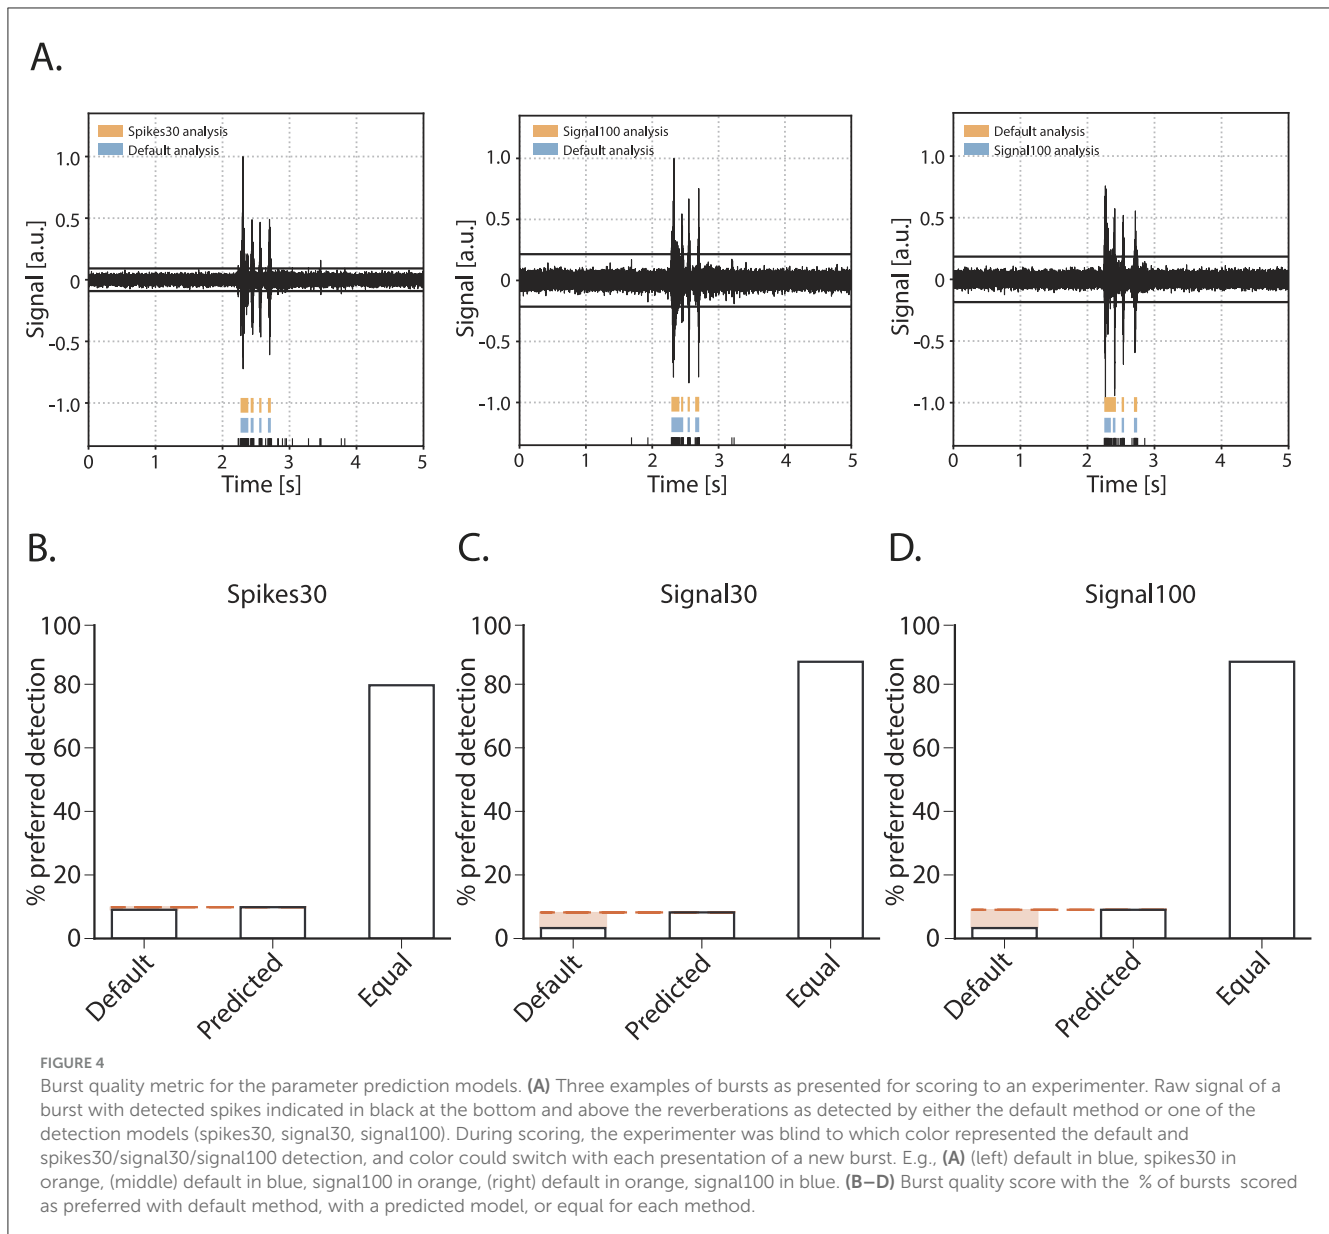 A.
Spikes30 analysis
Default analysis
Signal [a.u.]
1.0
0.5
0
-0.5
-1.0
0 1 2 3 4 5
Time [s]
Signal100 analysis
Default analysis
Signal [a.u.]
1.0
0.5
0
-0.5
-1.0
0 1 2 3 4 5
Time [s]
Default analysis
Signal100 analysis
Signal [a.u.]
1.0
0.5
0
-0.5
-1.0
0 1 2 3 4 5
Time [s]
B.
Spikes30
% preferred detection
100
80
60
40
20
0
Default
Predicted
Equal
C.
Signal30
% preferred detection
100
80
60
40
20
0
Default
Predicted
Equal
D.
Signal100
% preferred detection
100
80
60
40
20
0
Default
Predicted
Equal
FIGURE 4
Burst quality metric for the parameter prediction models. (A) Three examples of bursts as presented for scoring to an experimenter. Raw signal of a
burst with detected spikes indicated in black at the bottom and above the reverberations as detected by either the default method or one of the
detection models (spikes30, signal30, signal100). During scoring, the experimenter was blind to which color represented the default and
spikes30/signal30/signal100 detection, and color could switch with each presentation of a new burst. E.g., (A) (left) default in blue, spikes30 in
orange, (middle) default in blue, signal100 in orange, (right) default in orange, signal100 in blue. (B–D) Burst quality score with the % of bursts scored
as preferred with default method, with a predicted model, or equal for each method.